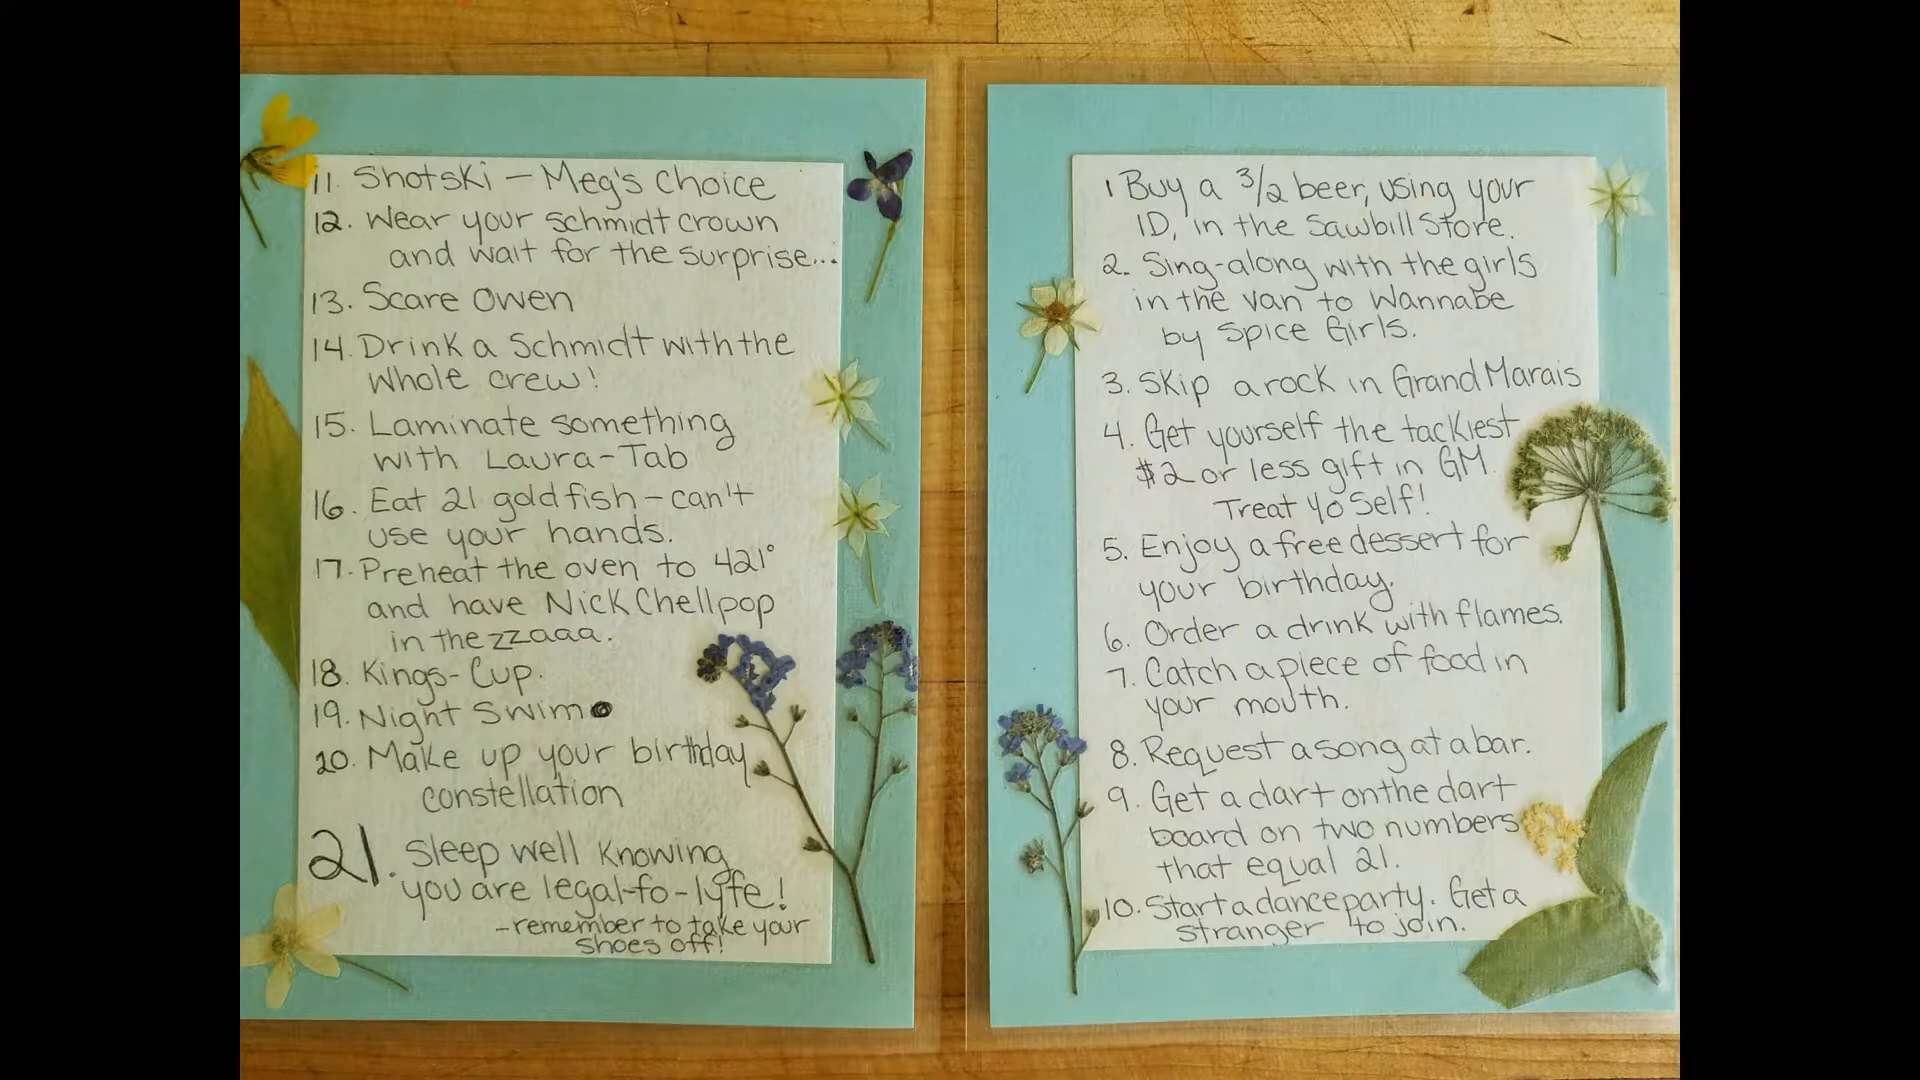 11. Shotski – Meg's Choice
12. Wear your schmidt crown
and wait for the surprise...
13. Scare Owen
14. Drink a Schmidt with the
whole crew!
15. Laminate something
with Laura-Tab
16. Eat 21 goldfish – can't
use your hands.
17. Preheat the oven to 421°
and have Nick Chellpop
in the zzaaa.
18. Kings-Cup.
19. Night Swim
20. Make up your birthday
constellation
21. Sleep well knowing
you are legal-fo-lyfe!
- remember to take your
shoes off!
1 Buy a 3/2 beer, using your
ID, in the Sawbill Store.
2. Sing-along with the girls
in the van to Wannabe
by Spice Girls.
3. Skip a rock in Grand Marais
4. Get yourself the tackiest
$2 or less gift in GM.
Treat Yo Self!
5. Enjoy a free dessert for
your birthday.
6. Order a drink with flames.
7. Catch a piece of food in
your mouth.
8. Request a song at a bar.
9. Get a dart on the dart
board on two numbers
that equal 21.
10. Start a dance party. Get a
stranger to join.